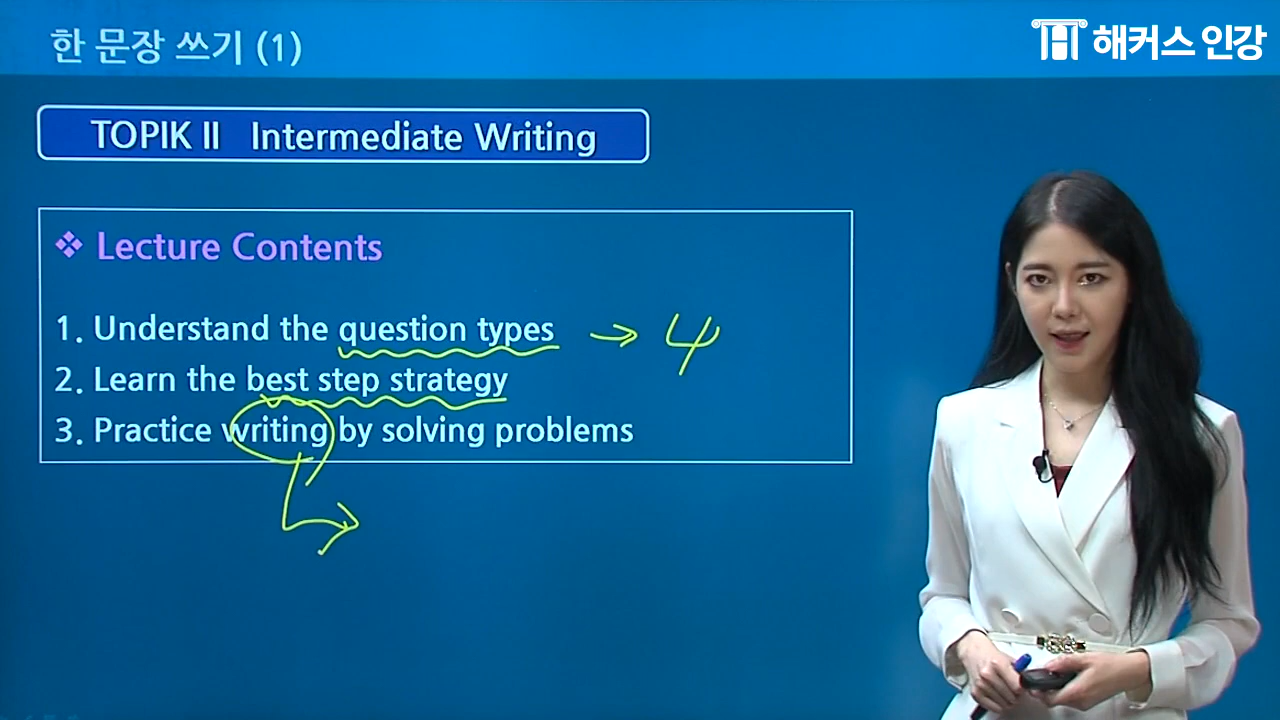 한 문장 쓰기 (1)
해커스 인강
TOPIK II Intermediate Writing
❖ Lecture Contents
1. Understand the question types → 4
2. Learn the best step strategy
3. Practice writing by solving problems